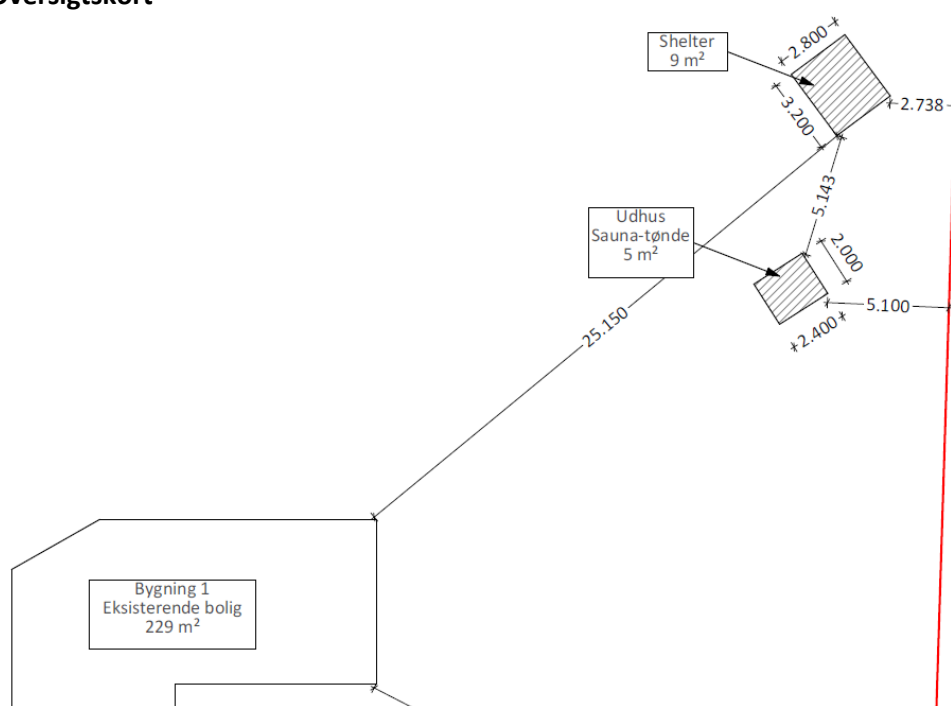 Oversigtskort
Shelter
9 m²
2.800
3.200
2.738
5.143
Udhus
Sauna-tønde
5 m²
2.000
5.100
2.400
25.150
Bygning 1
Eksisterende bolig
229 m²